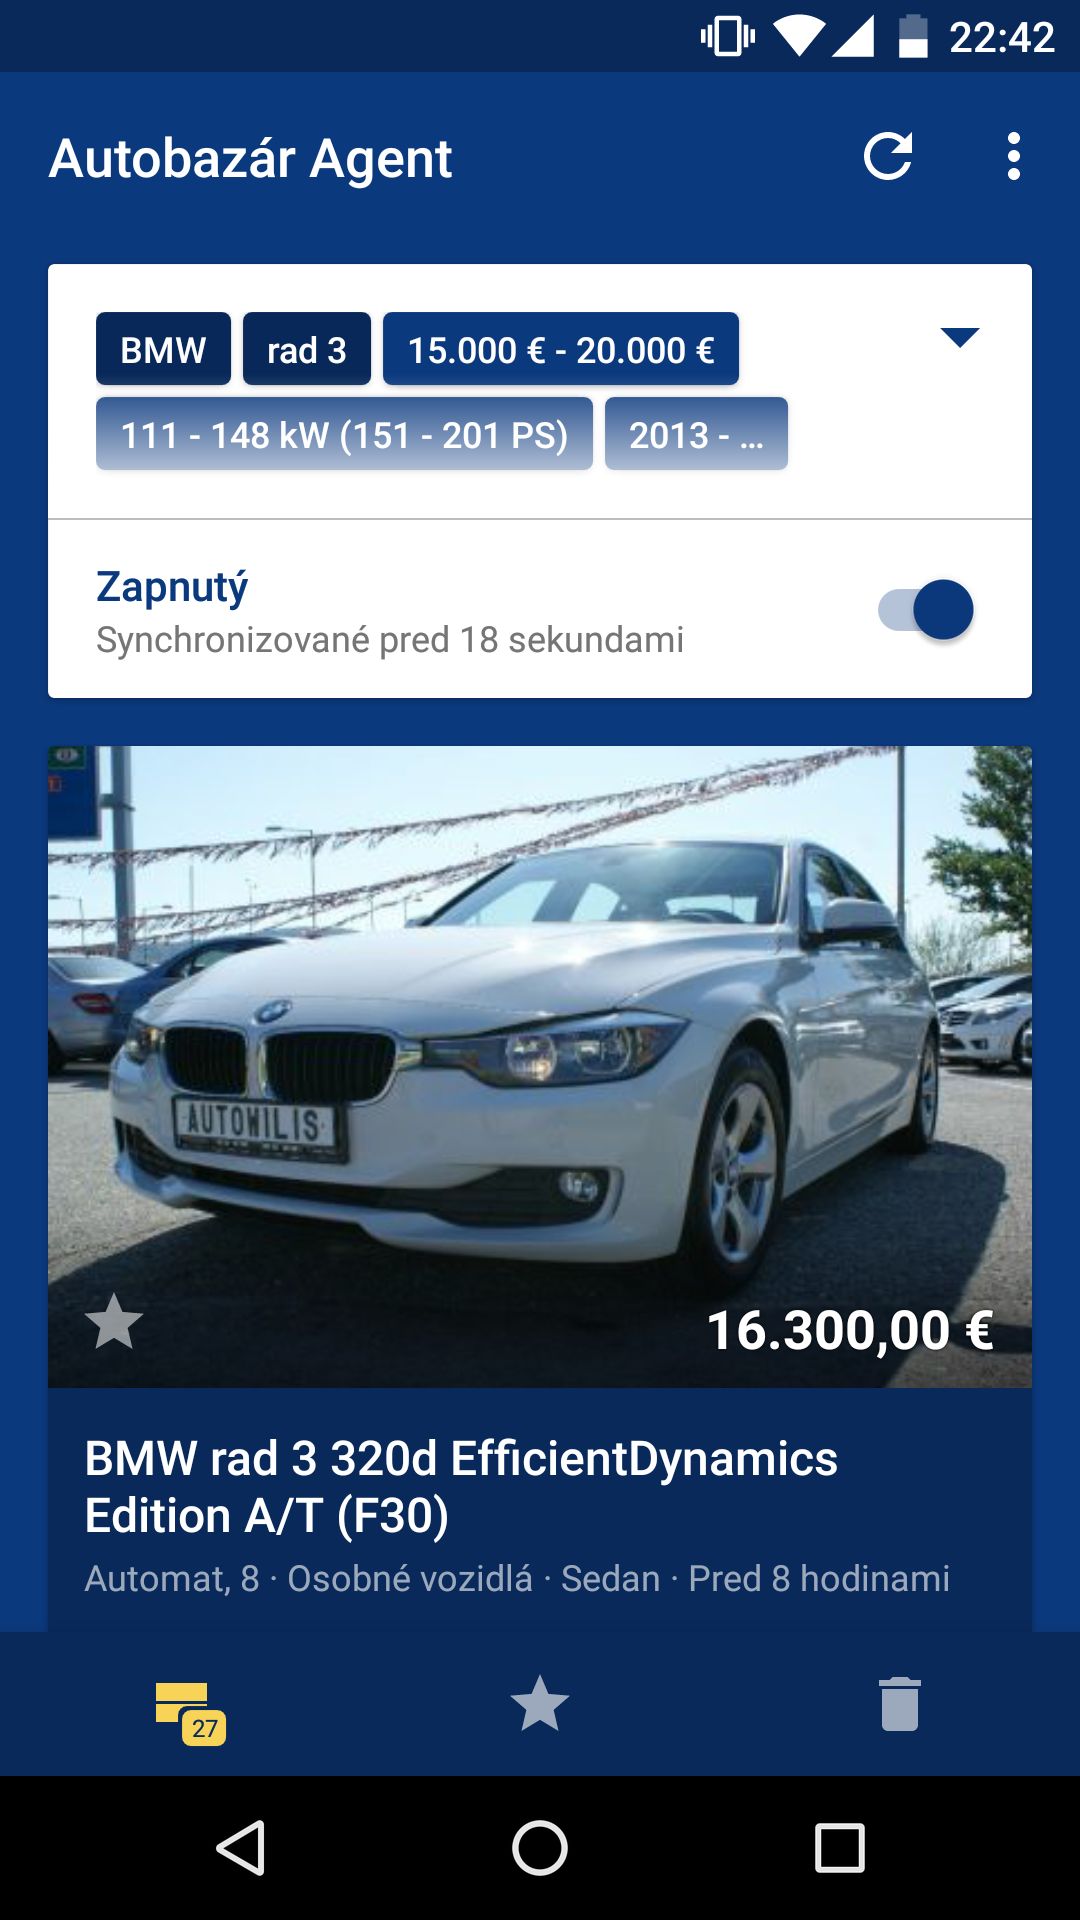 22:42
Autobazár Agent
BMW rad 3 15.000 € - 20.000 €
111 - 148 kW (151 - 201 PS) 2013 - ...
Zapnutý
Synchronizované pred 18 sekundami
AUTOWILIS
16.300,00 €
BMW rad 3 320d EfficientDynamics
Edition A/T (F30)
Automat, 8 · Osobné vozidlá · Sedan · Pred 8 hodinami
27